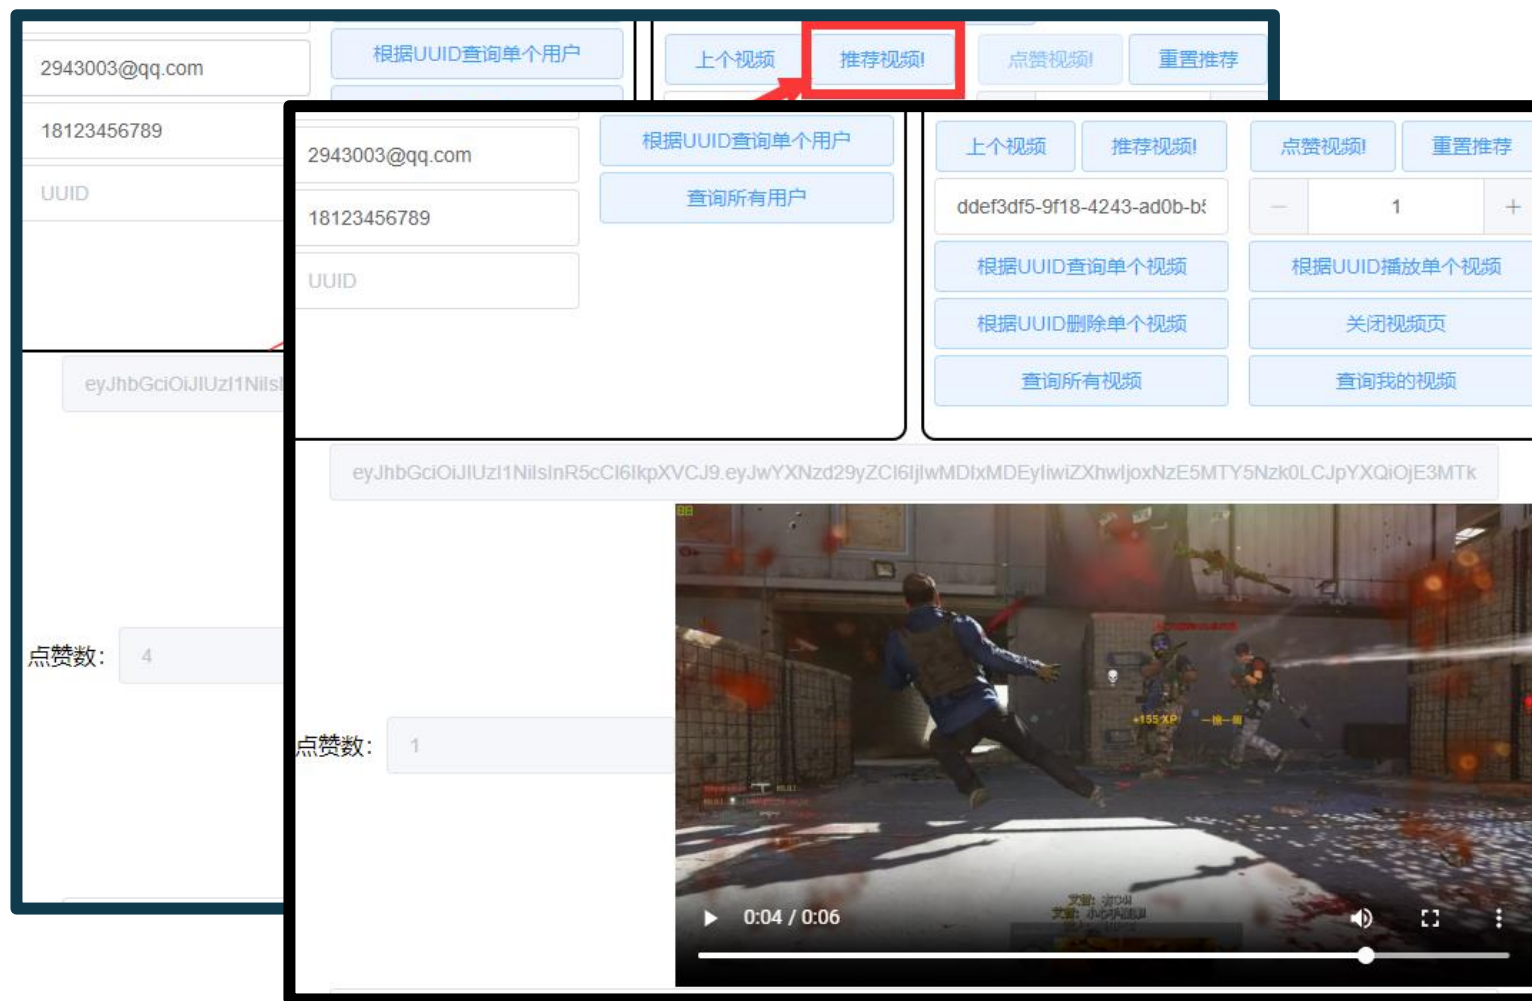 2943003@qq.com
根据UUID查询单个用户
上个视频
推荐视频!
点赞视频!
重置推荐
18123456789
UUID
eyJhbGciOiJIUzI1NiIsI
点赞数:
4
2943003@qq.com
根据UUID查询单个用户
18123456789
查询所有用户
UUID
上个视频
推荐视频!
点赞视频!
重置推荐
ddef3df5-9f18-4243-ad0b-b5
1
根据UUID查询单个视频
根据UUID播放单个视频
根据UUID删除单个视频
关闭视频页
查询所有视频
查询我的视频
eyJhbGciOiJIUzI1NiIsInR5cCI6IkpXVCJ9.eyJwYXNzd29yZCI6IjIwMDIxMDEyIiwiZXhwIjoxNzE5MTY5Nzk0LCJpYXQiOjE3MTk
点赞数:
1
+155 XP
0:04 / 0:06